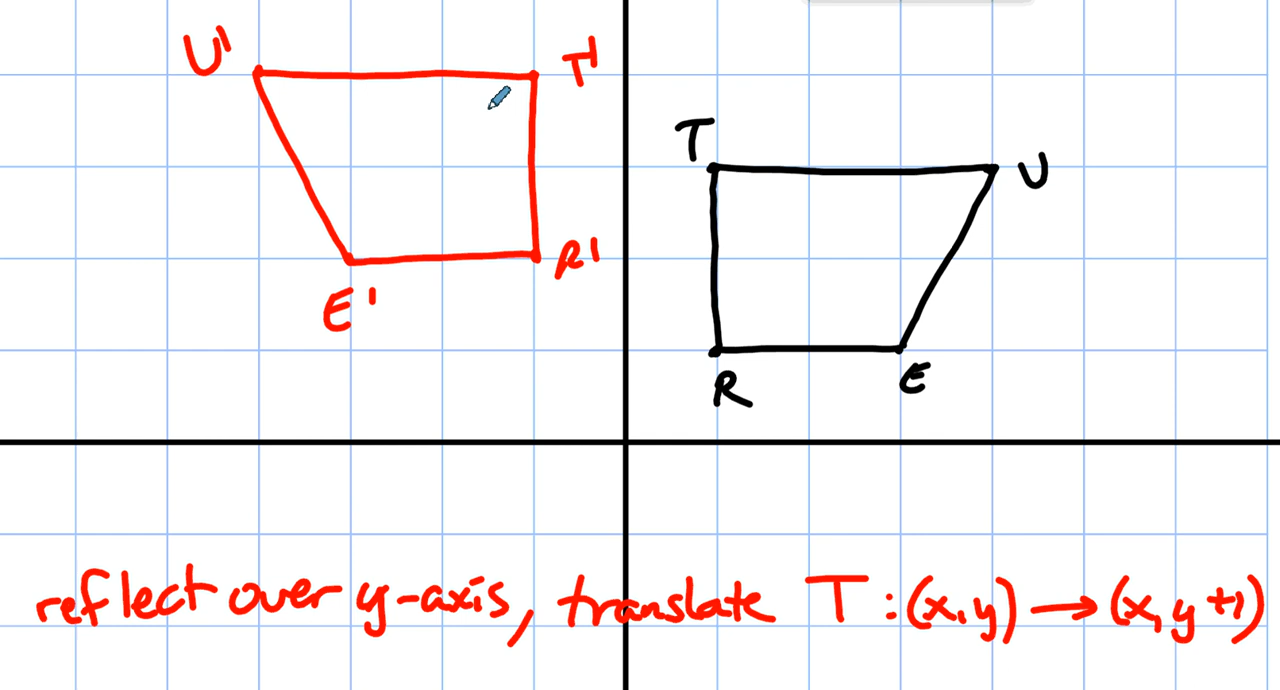 U' T'
T U
E' R'
R E
reflect over y-axis, translate T:(x,y)→(x,y+1)